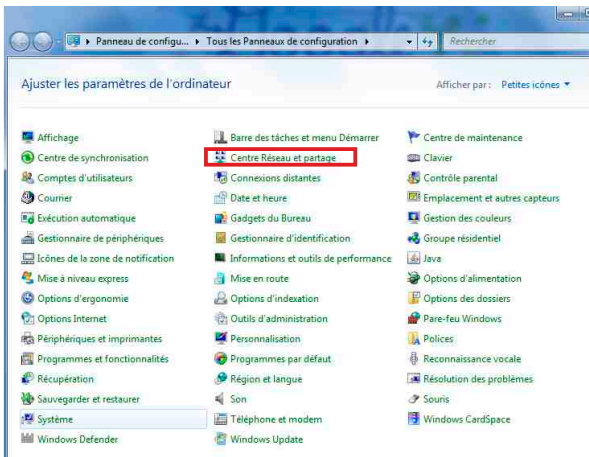 Panneau de configu... Tous les Panneaux de configuration Rechercher
Ajuster les paramètres de l'ordinateur Afficher par : Petites icônes
Affichage Barre des tâches et menu Démarrer Centre de maintenance
Centre de synchronisation Centre Réseau et partage Clavier
Comptes d'utilisateurs Connexions distantes Contrôle parental
Courrier Date et heure Emplacement et autres capteurs
Exécution automatique Gadgets du Bureau Gestion des couleurs
Gestionnaire de périphériques Gestionnaire d'identification Groupe résidentiel
Icônes de la zone de notification Informations et outils de performance Java
Mise à niveau express Mise en route Options d'alimentation
Options d'ergonomie Options d'indexation Options des dossiers
Options Internet Outils d'administration Pare-feu Windows
Périphériques et imprimantes Personnalisation Polices
Programmes et fonctionnalités Programmes par défaut Reconnaissance vocale
Récupération Région et langue Résolution des problèmes
Sauvegarder et restaurer Son Souris
Système Téléphone et modem Windows CardSpace
Windows Defender Windows Update